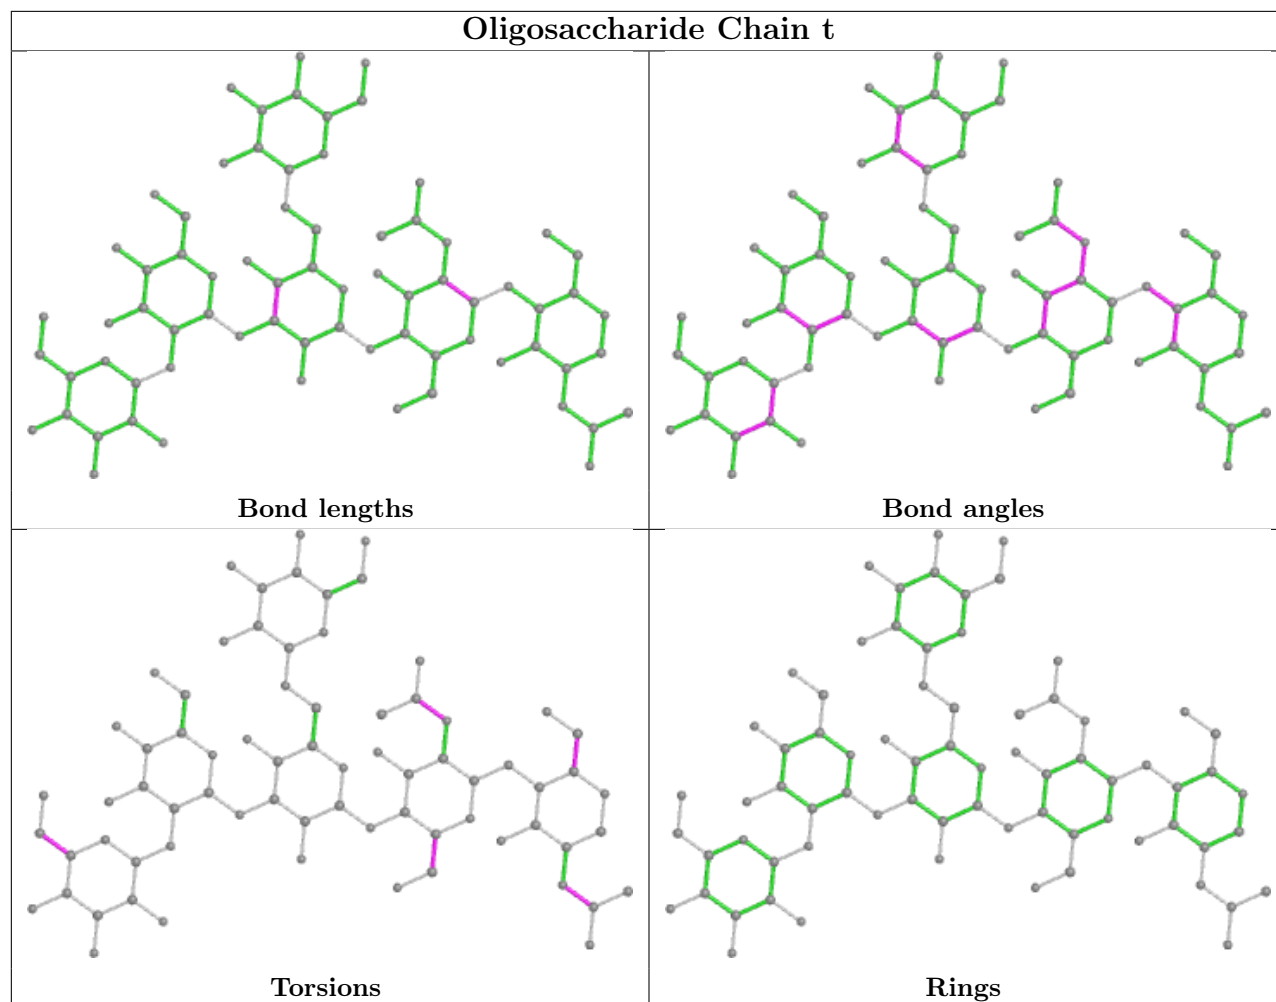 Oligosaccharide Chain t
Bond lengths
Bond angles
Torsions
Rings